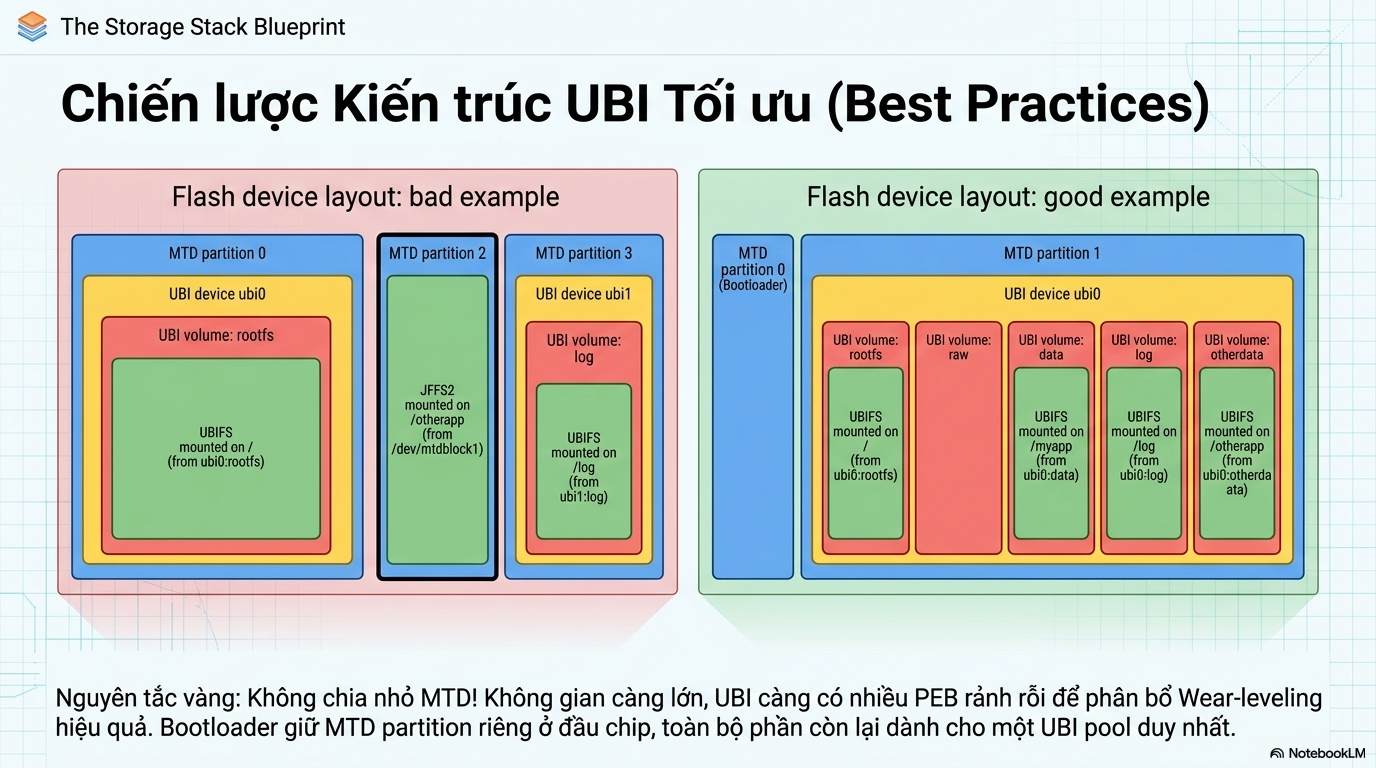 The Storage Stack Blueprint
Chiến lược Kiến trúc UBI Tối ưu (Best Practices)
Flash device layout: bad example
MTD partition 0
UBI device ubi0
UBI volume: rootfs
UBIFS
mounted on /
(from ubi0:rootfs)
MTD partition 2
JFFS2
mounted on
/otherapp
(from
/dev/mtdblock1)
MTD partition 3
UBI device ubi1
UBI volume:
log
UBIFS
mounted on
/log
(from
ubi1:log)
Flash device layout: good example
MTD
partition 0
(Bootloader)
MTD partition 1
UBI device ubi0
UBI volume:
rootfs
UBIFS
mounted on
/
(from
ubi0:rootfs)
UBI volume:
raw
UBI volume:
data
UBIFS
mounted on
/myapp
(from
ubi0:data)
UBI volume:
log
UBIFS
mounted on
/log
(from
ubi0:log)
UBI volume:
otherdata
UBIFS
mounted on
/otherapp
(from
ubi0:otherda
ata)
Nguyên tắc vàng: Không chia nhỏ MTD! Không gian càng lớn, UBI càng có nhiều PEB rảnh rỗi để phân bổ Wear-leveling
hiệu quả. Bootloader giữ MTD partition riêng ở đầu chip, toàn bộ phần còn lại dành cho một UBI pool duy nhất.
NotebookLM